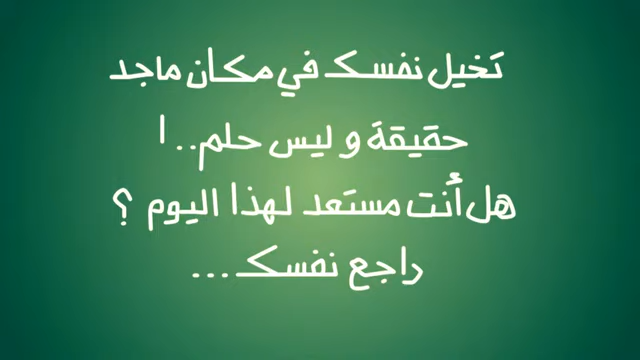 تخيل نفسك في مكان ماجد
حقيقة و ليس حلم.. !
هل أنت مستعد لهذا اليوم ؟
راجع نفسك...